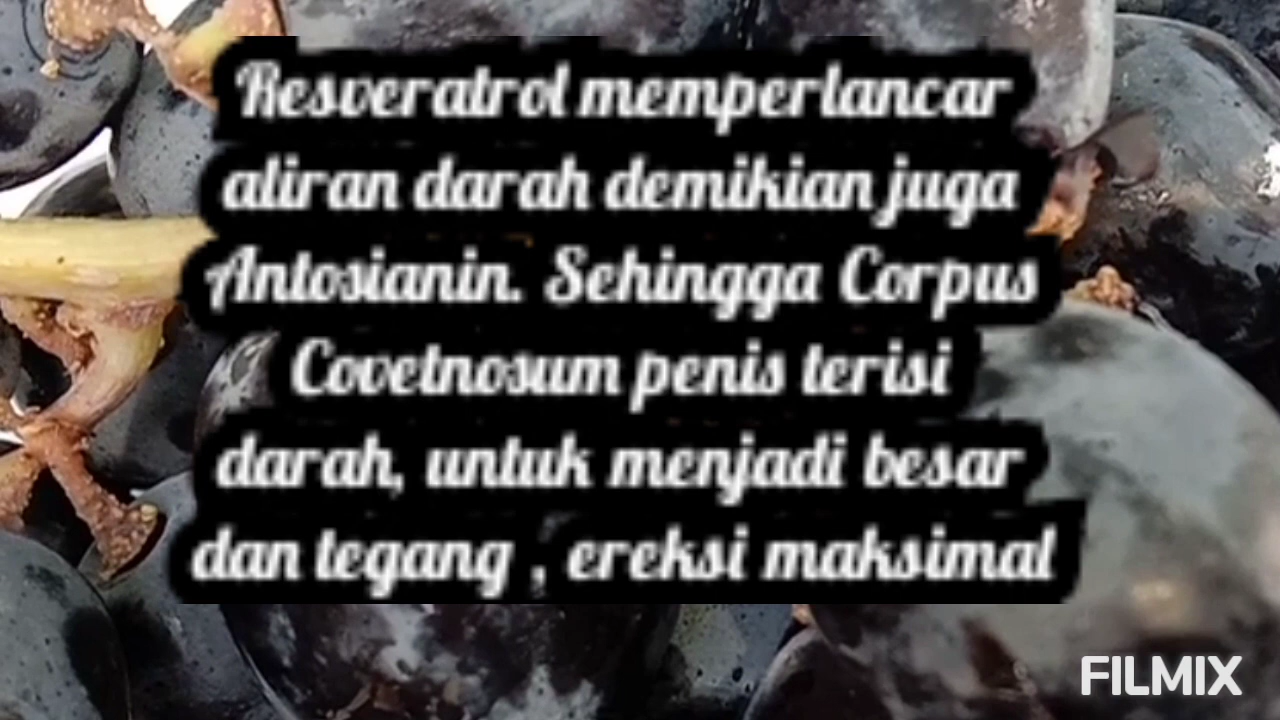 Resveratrol memperlancar
aliran darah demikian juga
Antosianin. Sehingga Corpus
Covetnosum penis terisi
darah, untuk menjadi besar
dan tegang , ereksi maksimal
FILMIX